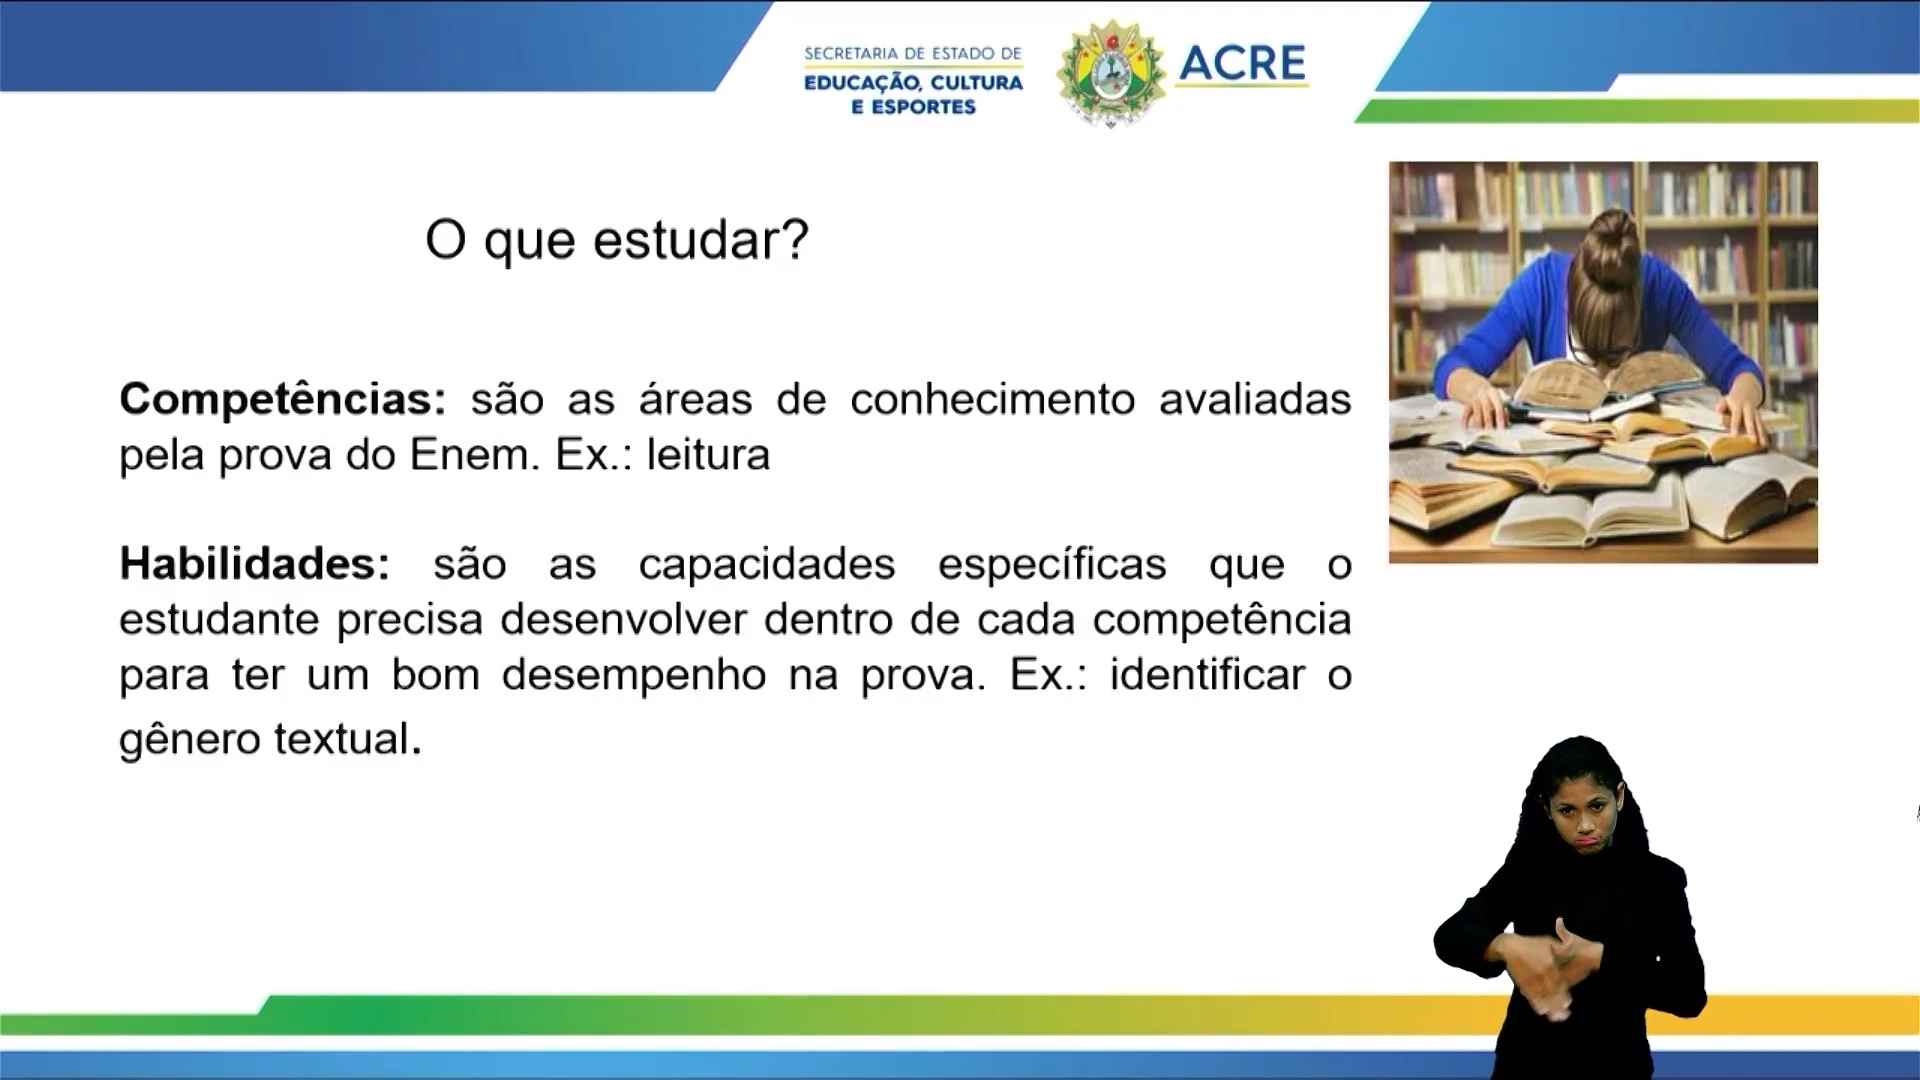 SECRETARIA DE ESTADO DE
EDUCAÇÃO, CULTURA
E ESPORTES
ACRE
O que estudar?
Competências: são as áreas de conhecimento avaliadas
pela prova do Enem. Ex.: leitura
Habilidades: são as capacidades específicas que o
estudante precisa desenvolver dentro de cada competência
para ter um bom desempenho na prova. Ex.: identificar o
gênero textual.